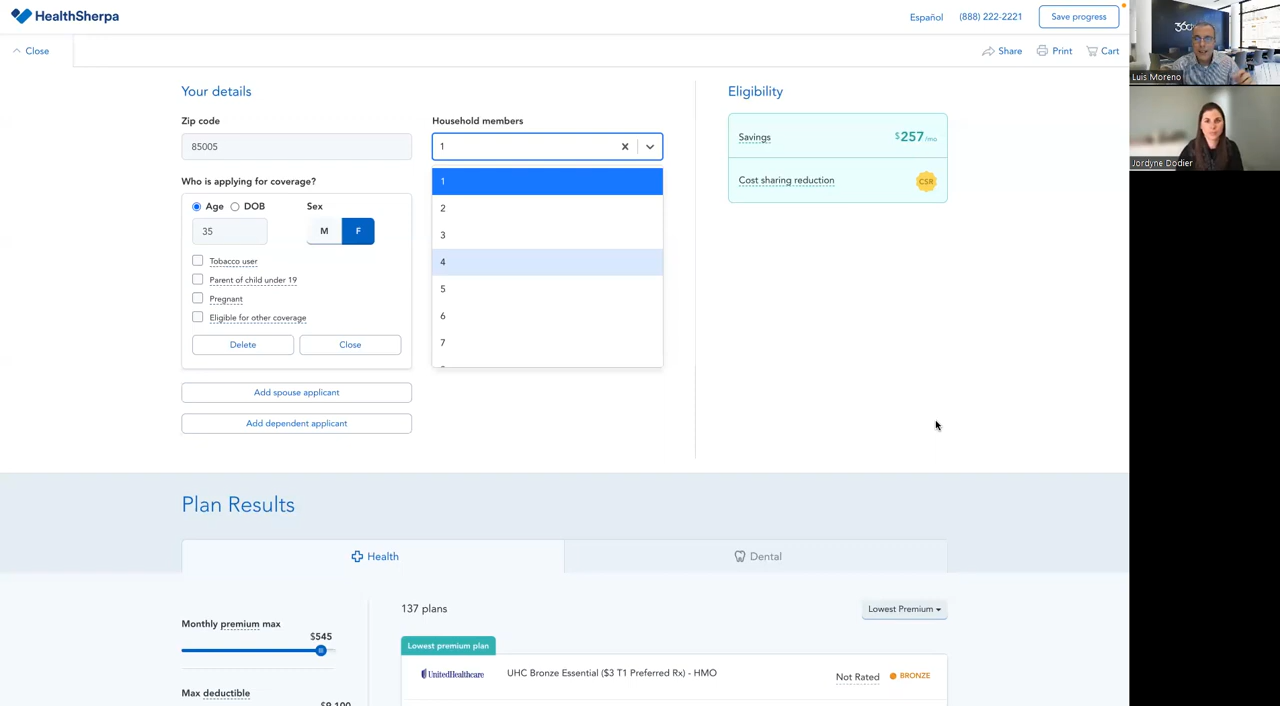 HealthSherpa
Español
(888) 222-2221
Save progress
Close
Share
Print
Cart
Your details
Zip code
85005
Who is applying for coverage?
Age
DOB
Sex
35
M
F
Tobacco user
Parent of child under 19
Pregnant
Eligible for other coverage
Delete
Close
Add spouse applicant
Add dependent applicant
Household members
1
1
2
3
4
5
6
7
Eligibility
Savings
$257/mo
Cost sharing reduction
CSR
Plan Results
Health
Dental
Monthly premium max
$545
Max deductible
$9,100
137 plans
Lowest Premium
Lowest premium plan
UnitedHealthcare
UHC Bronze Essential ($3 T1 Preferred Rx) - HMO
Not Rated
BRONZE
360
Luis Moreno
Jordyne Dodier